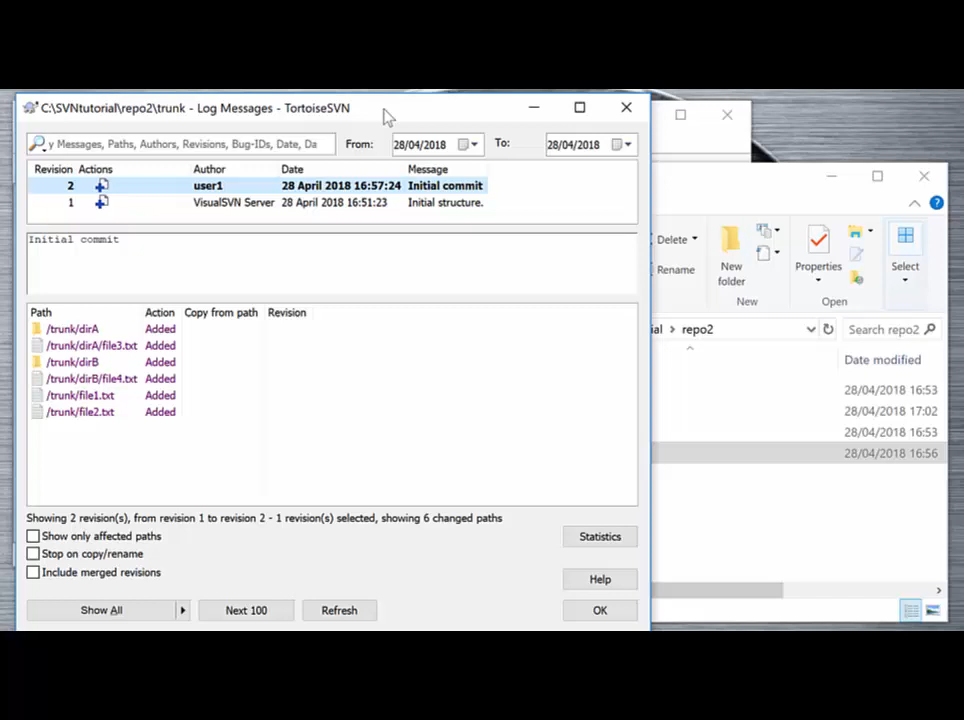 C:\SVNtutorial\repo2\trunk - Log Messages - TortoiseSVN
y Messages, Paths, Authors, Revisions, Bug-IDs, Date, Da
From: 28/04/2018 To: 28/04/2018
Revision Actions Author Date Message
2 user1 28 April 2018 16:57:24 Initial commit
1 VisualSVN Server 28 April 2018 16:51:23 Initial structure.
Initial commit
Path Action Copy from path Revision
/trunk/dirA Added
/trunk/dirA/file3.txt Added
/trunk/dirB Added
/trunk/dirB/file4.txt Added
/trunk/file1.txt Added
/trunk/file2.txt Added
Showing 2 revision(s), from revision 1 to revision 2 - 1 revision(s) selected, showing 6 changed paths
Show only affected paths
Stop on copy/rename
Include merged revisions
Statistics
Help
Show All
Next 100
Refresh
OK
Delete
Rename
New
folder
New
Properties
Open
Select
ial › repo2
Search repo2
Date modified
28/04/2018 16:53
28/04/2018 17:02
28/04/2018 16:53
28/04/2018 16:56